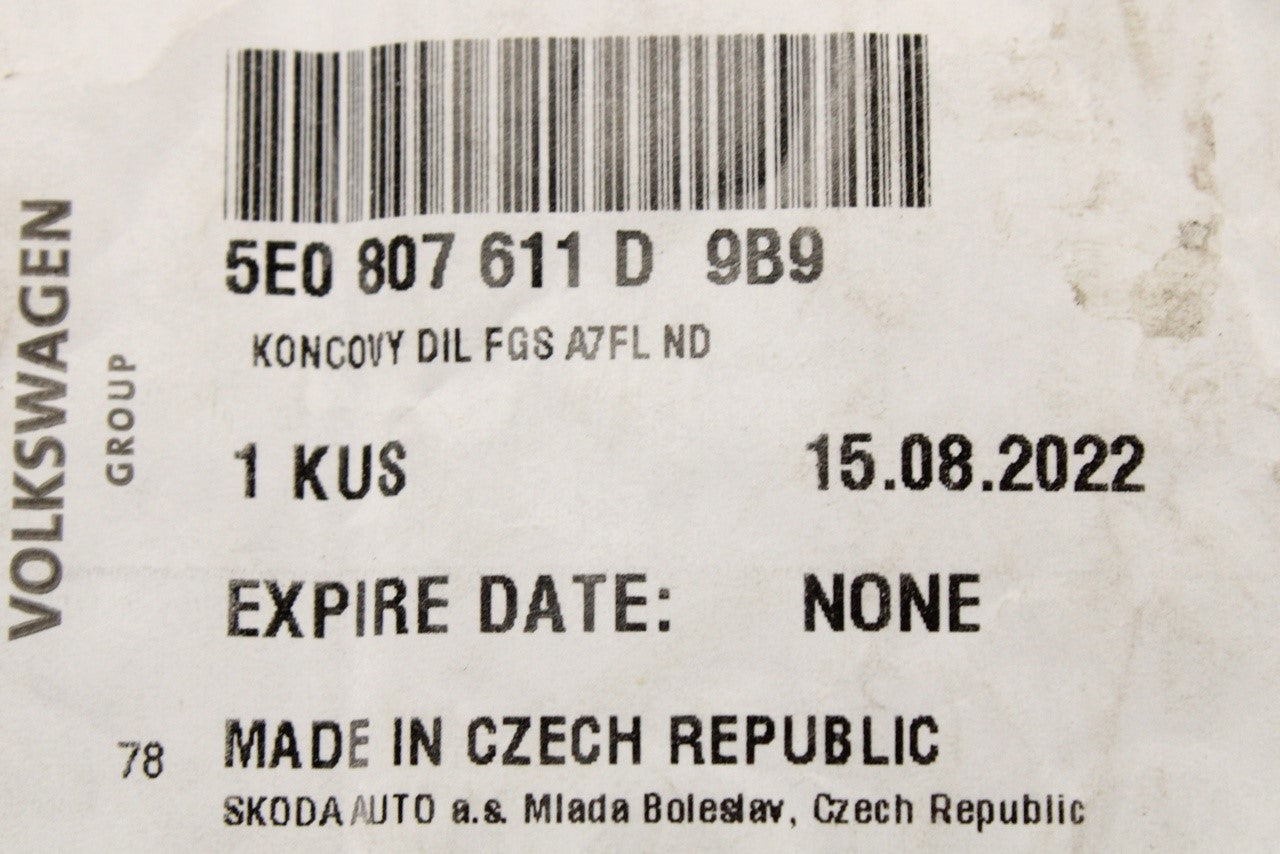 VOLKSWAGEN
GROUP
5E0 807 611 D 9B9
KONCOVY DIL FGS A7FL ND
1 KUS 15.08.2022
EXPIRE DATE: NONE
78 MADE IN CZECH REPUBLIC
SKODA AUTO a.s. Mlada Boleslav, Czech Republic